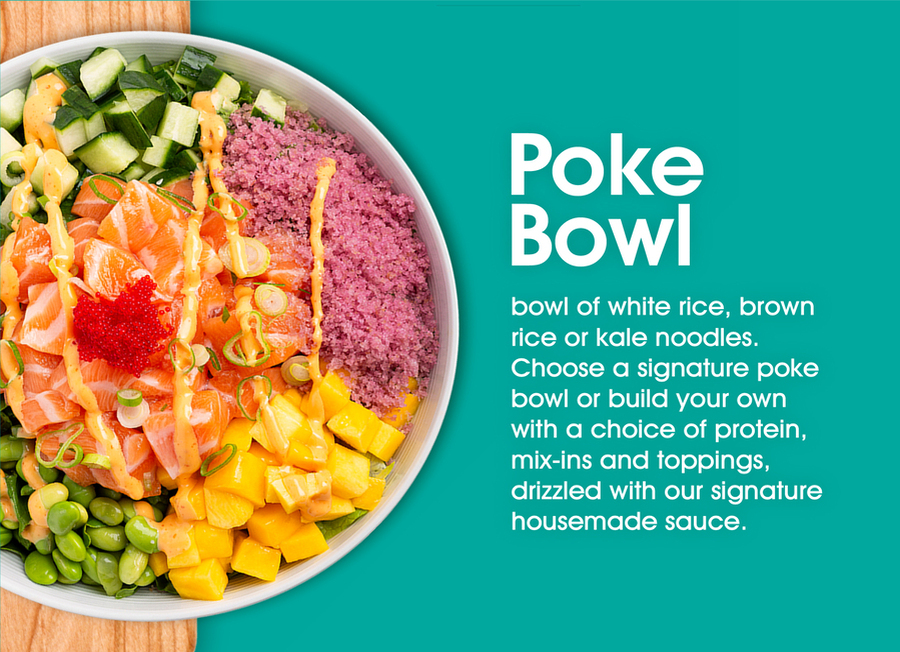 Poke
Bowl
bowl of white rice, brown
rice or kale noodles.
Choose a signature poke
bowl or build your own
with a choice of protein,
mix-ins and toppings,
drizzled with our signature
housemade sauce.